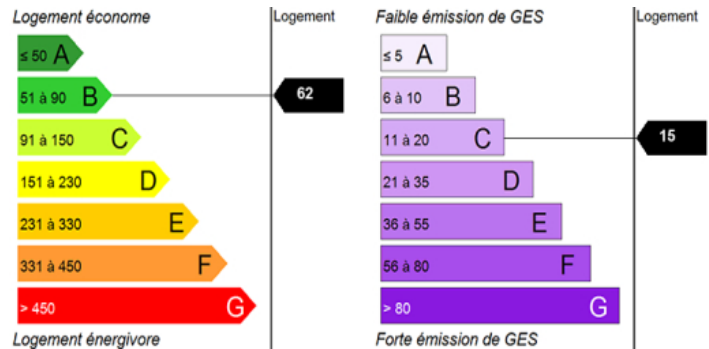 Logement économe
Logement
≤ 50 A
51 à 90 B
62
91 à 150 C
151 à 230 D
231 à 330 E
331 à 450 F
> 450 G
Logement énergivore
Faible émission de GES
Logement
≤ 5 A
6 à 10 B
11 à 20 C
15
21 à 35 D
36 à 55 E
56 à 80 F
> 80 G
Forte émission de GES